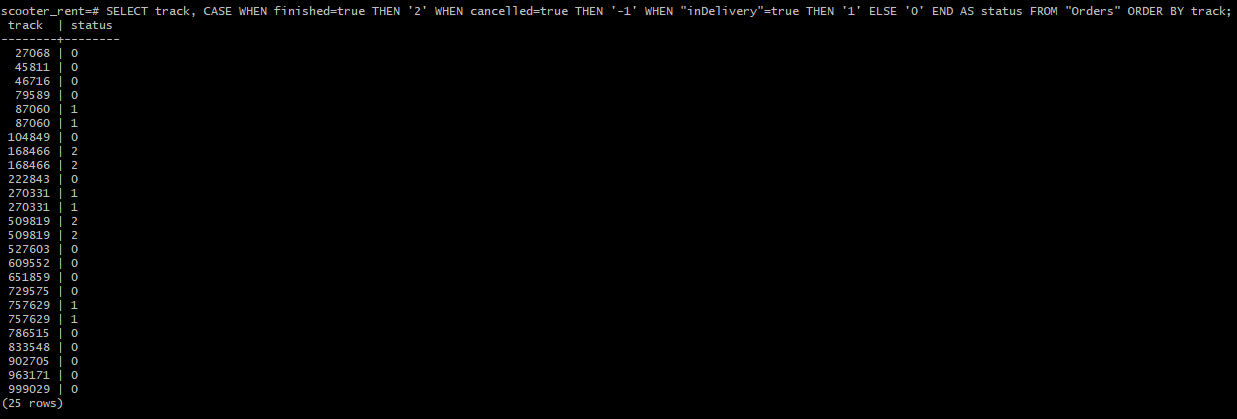 scooter_rent=# SELECT track, CASE WHEN finished=true THEN '2' WHEN cancelled=true THEN '-1' WHEN "inDelivery"=true THEN '1' ELSE '0' END AS status FROM "Orders" ORDER BY track;
 track  | status
--------+--------
  27068 | 0
  45811 | 0
  46716 | 0
  79589 | 0
  87060 | 1
  87060 | 1
 104849 | 0
 168466 | 2
 168466 | 2
 222843 | 0
 270331 | 1
 270331 | 1
 509819 | 2
 509819 | 2
 527603 | 0
 609552 | 0
 651859 | 0
 729575 | 0
 757629 | 1
 757629 | 1
 786515 | 0
 833548 | 0
 902705 | 0
 963171 | 0
 999029 | 0
(25 rows)